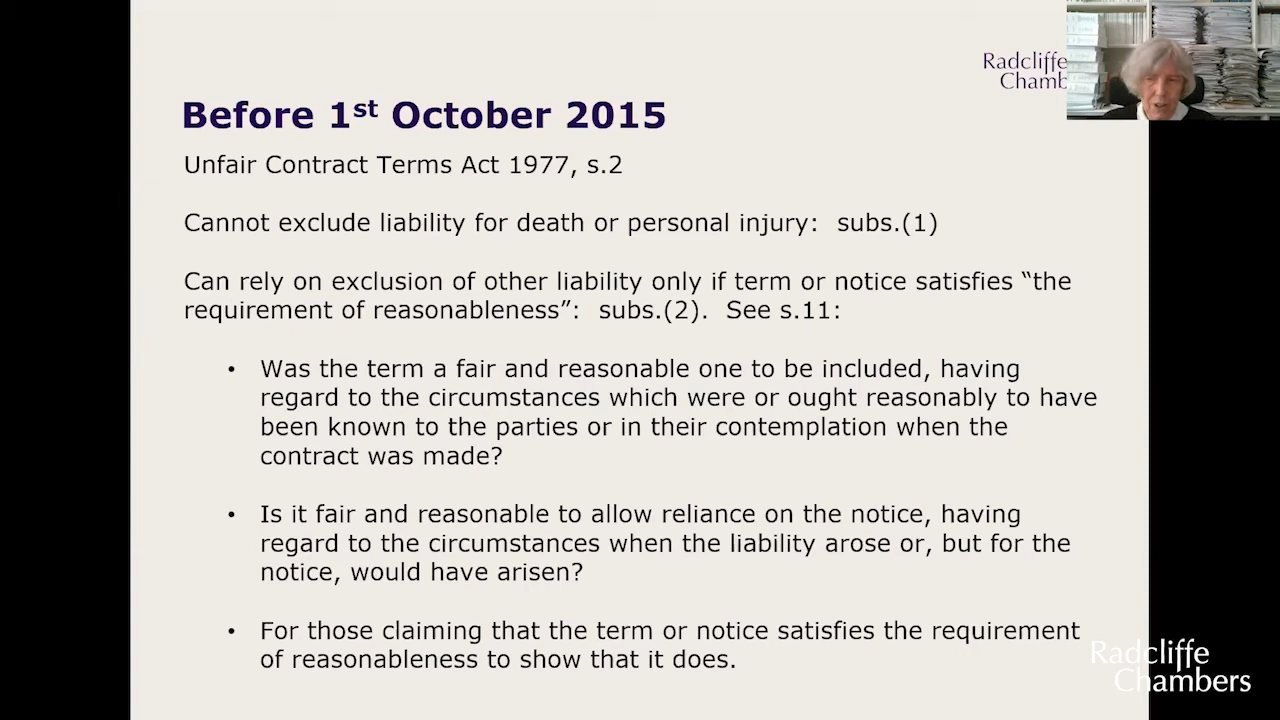 Radcliffe
Chamb
Before 1st October 2015
Unfair Contract Terms Act 1977, s.2
Cannot exclude liability for death or personal injury: subs.(1)
Can rely on exclusion of other liability only if term or notice satisfies “the
requirement of reasonableness”: subs.(2). See s.11:
• Was the term a fair and reasonable one to be included, having
regard to the circumstances which were or ought reasonably to have
been known to the parties or in their contemplation when the
contract was made?
• Is it fair and reasonable to allow reliance on the notice, having
regard to the circumstances when the liability arose or, but for the
notice, would have arisen?
• For those claiming that the term or notice satisfies the requirement
of reasonableness to show that it does.
Radcliffe
Chambers